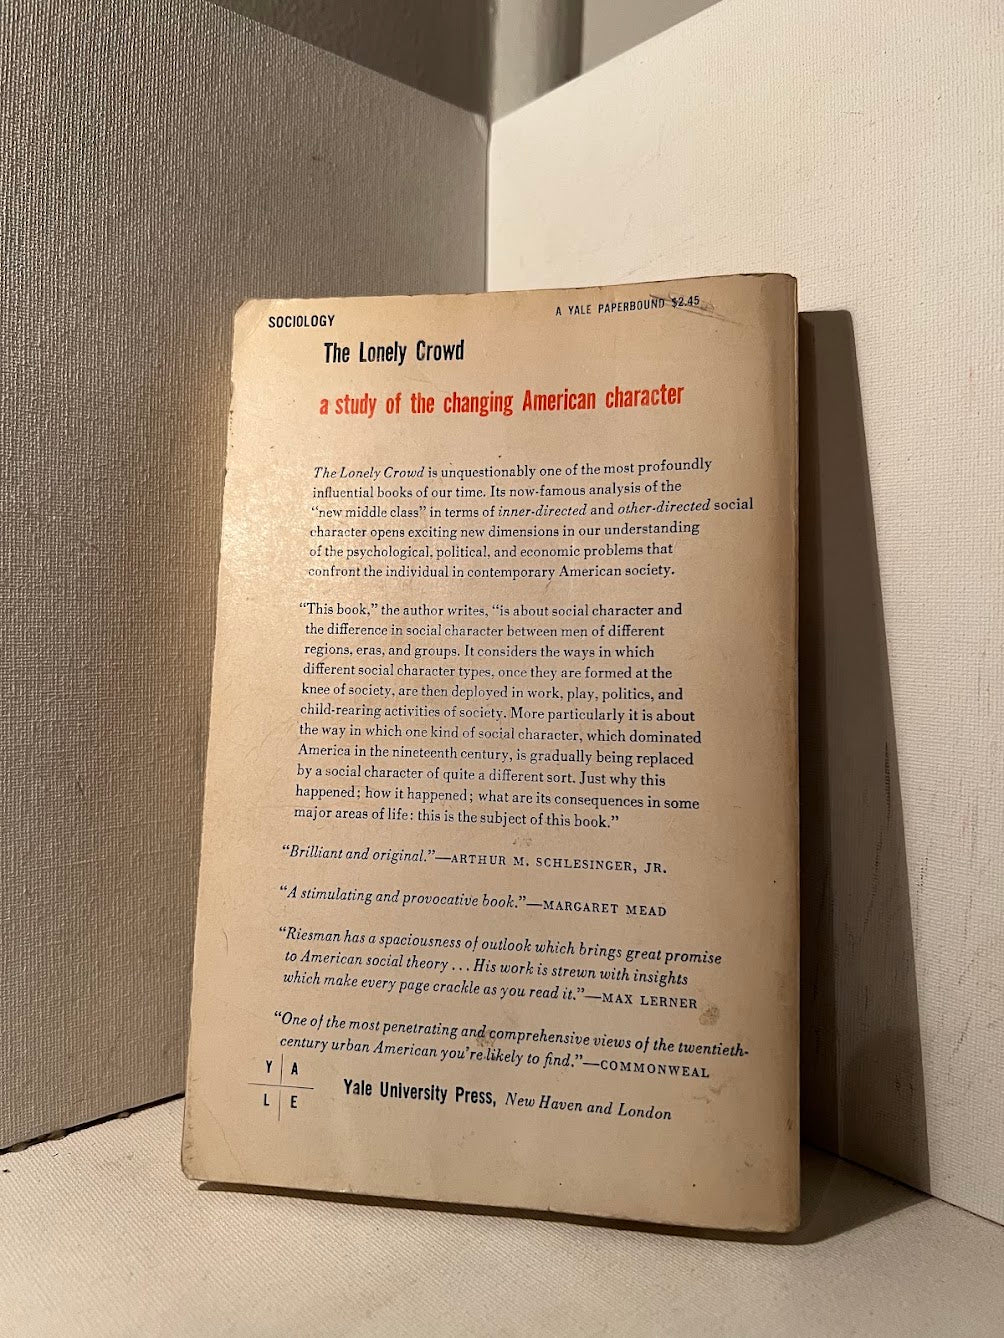 SOCIOLOGY
A YALE PAPERBOUND $2.45
The Lonely Crowd
a study of the changing American character
The Lonely Crowd is unquestionably one of the most profoundly
influential books of our time. Its now-famous analysis of the
“new middle class” in terms of inner-directed and other-directed social
character opens exciting new dimensions in our understanding
of the psychological, political, and economic problems that
confront the individual in contemporary American society.
“This book,” the author writes, “is about social character and
the difference in social character between men of different
regions, eras, and groups. It considers the ways in which
different social character types, once they are formed at the
knee of society, are then deployed in work, play, politics, and
child-rearing activities of society. More particularly it is about
the way in which one kind of social character, which dominated
America in the nineteenth century, is gradually being replaced
by a social character of quite a different sort. Just why this
happened; how it happened; what are its consequences in some
major areas of life: this is the subject of this book.”
“Brilliant and original.”—ARTHUR M. SCHLESINGER, JR.
“A stimulating and provocative book.”—MARGARET MEAD
“Riesman has a spaciousness of outlook which brings great promise
to American social theory . . . His work is strewn with insights
which make every page crackle as you read it.”—MAX LERNER
“One of the most penetrating and comprehensive views of the twentieth-
century urban American you’re likely to find.”—COMMONWEAL
Y A
L E
Yale University Press, New Haven and London